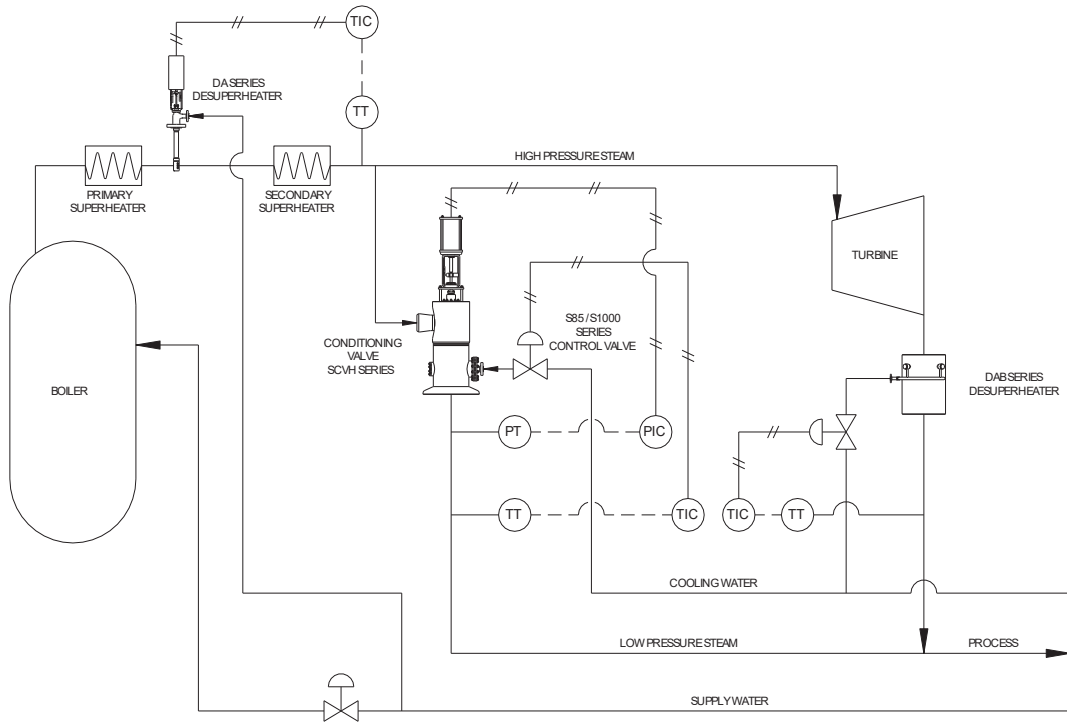 TIC
DA SERIES
DESUPERHEATER
TT
HIGH PRESSURE STEAM
PRIMARY
SUPERHEATER
SECONDARY
SUPERHEATER
TURBINE
S85 / S1000
SERIES
CONTROL VALVE
CONDITIONING
VALVE
SCVH SERIES
DAB SERIES
DESUPERHEATER
BOILER
PT
PIC
TT
TIC
TIC
TT
COOLING WATER
LOW PRESSURE STEAM
PROCESS
SUPPLY WATER